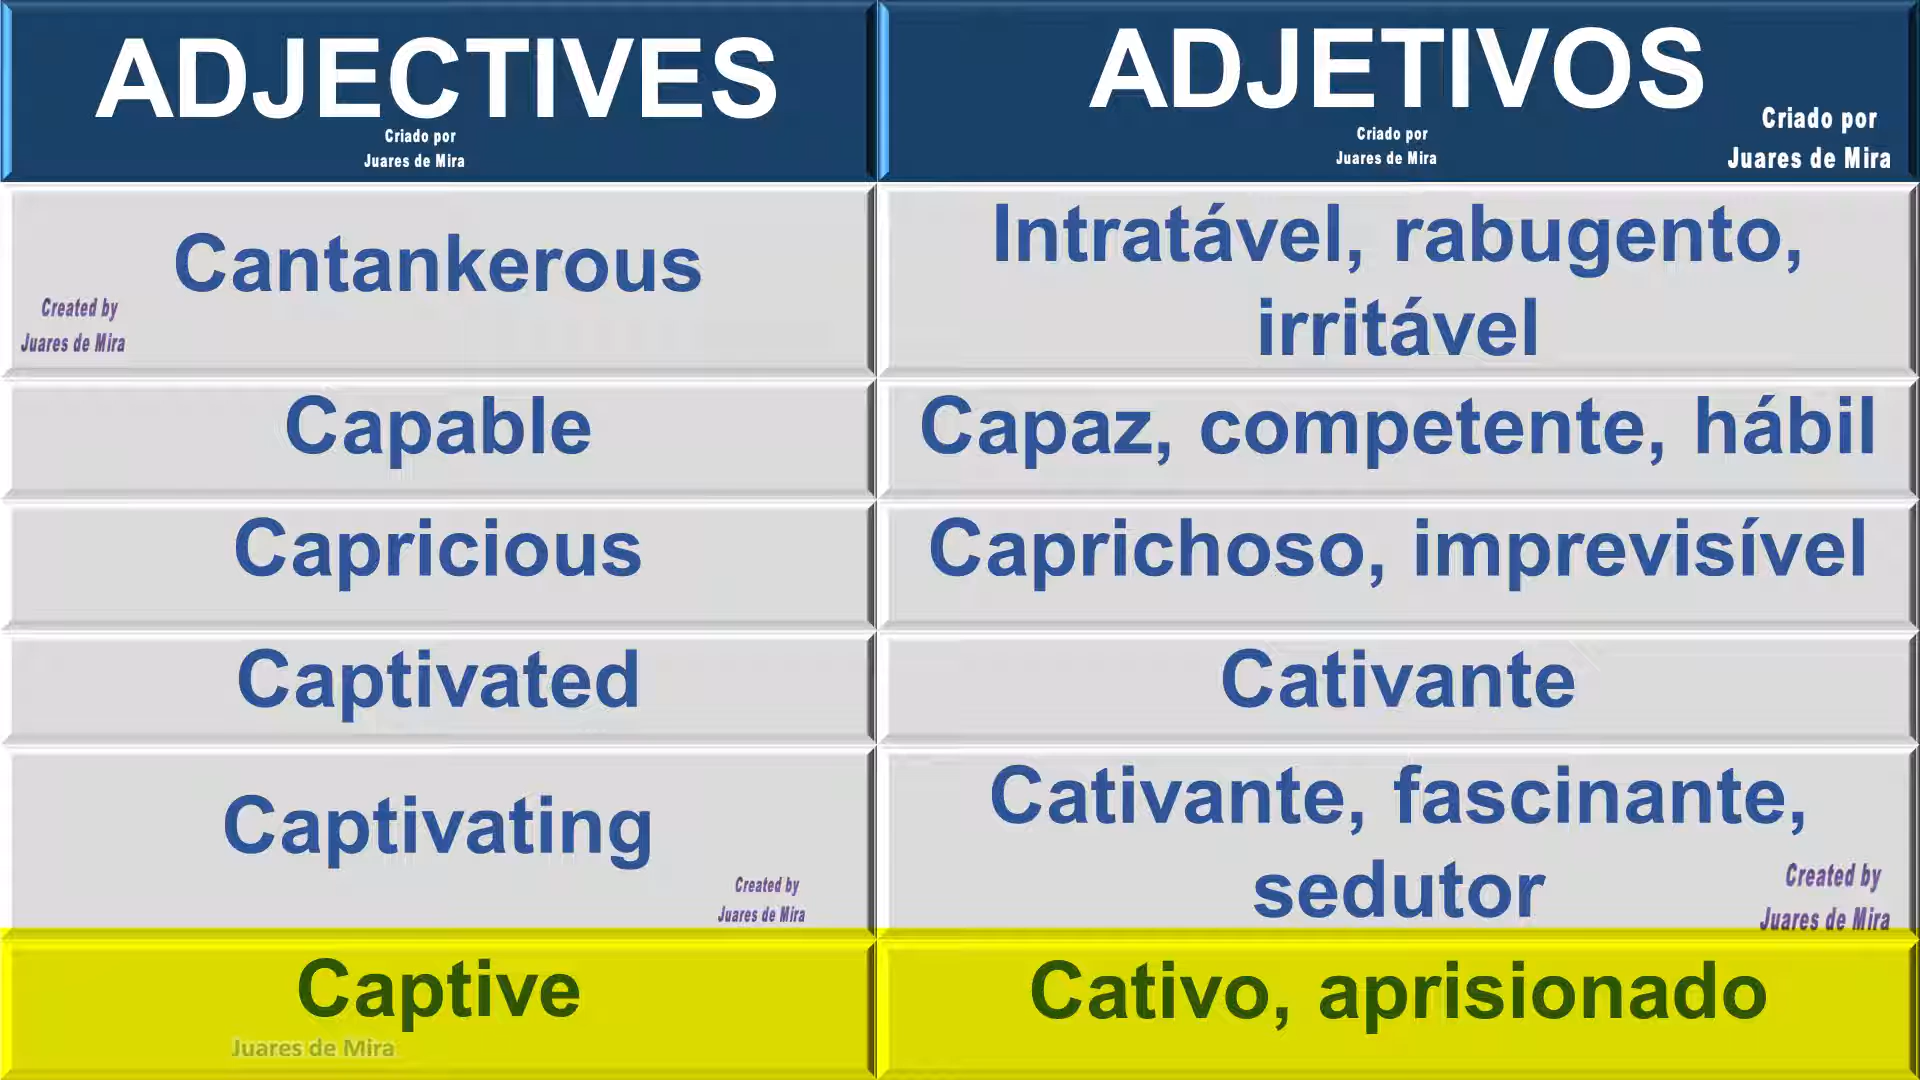 ADJECTIVES
Criado por
Juares de Mira
ADJETIVOS
Criado por
Juares de Mira
Criado por
Juares de Mira
Cantankerous
Created by
Juares de Mira
Intratável, rabugento,
irritável
Capable
Capaz, competente, hábil
Capricious
Caprichoso, imprevisível
Captivated
Cativante
Captivating
Created by
Juares de Mira
Cativante, fascinante,
sedutor
Created by
Juares de Mira
Captive
Juares de Mira
Cativo, aprisionado